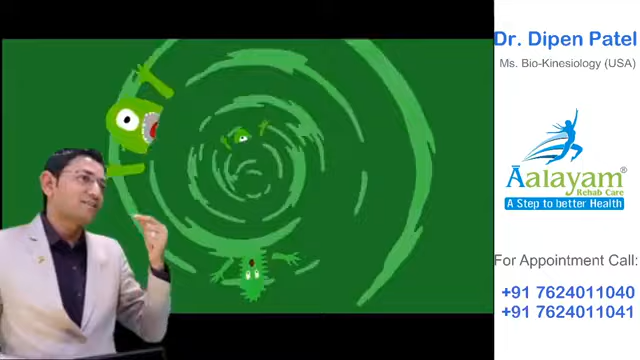 Dr. Dipen Patel
Ms. Bio-Kinesiology (USA)
Āalayam®
Rehab Care
A Step to better Health
For Appointment Call:
+91 7624011040
+91 7624011041